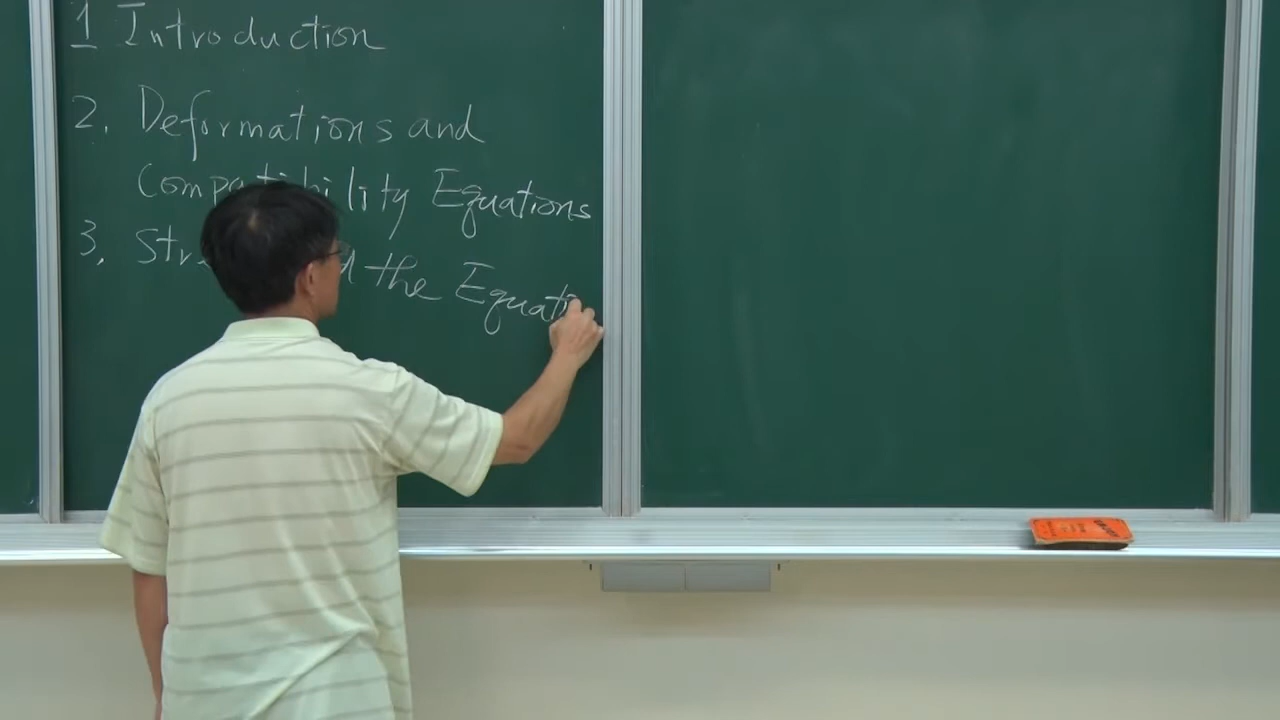 1 Introduction
2. Deformations and
Compatibility Equations
3. Str d the Equati